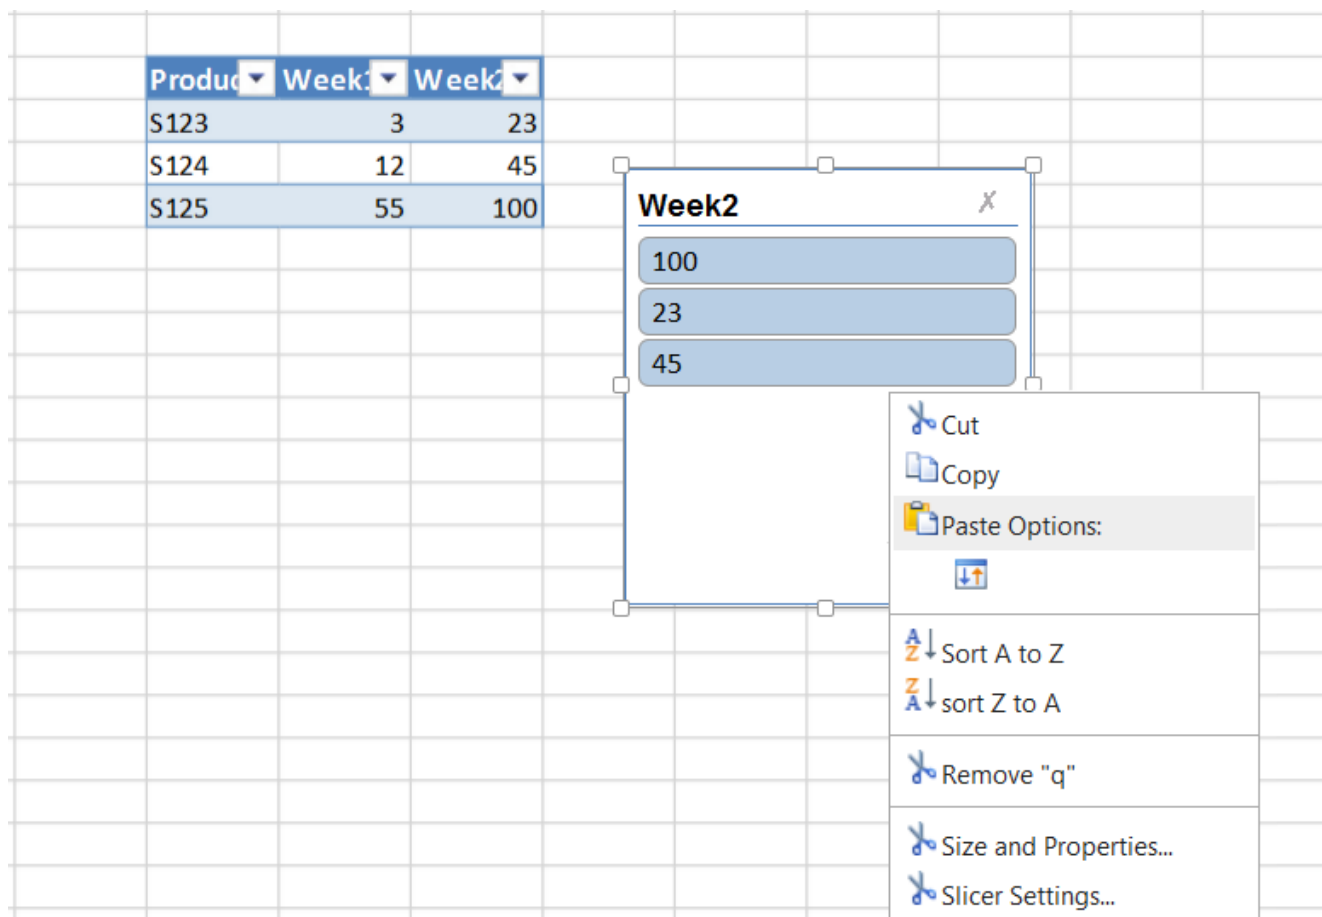 Produc Week1 Week2
S123 3 23
S124 12 45
S125 55 100
Week2
100
23
45
Cut
Copy
Paste Options:
Sort A to Z
sort Z to A
Remove "q"
Size and Properties...
Slicer Settings...